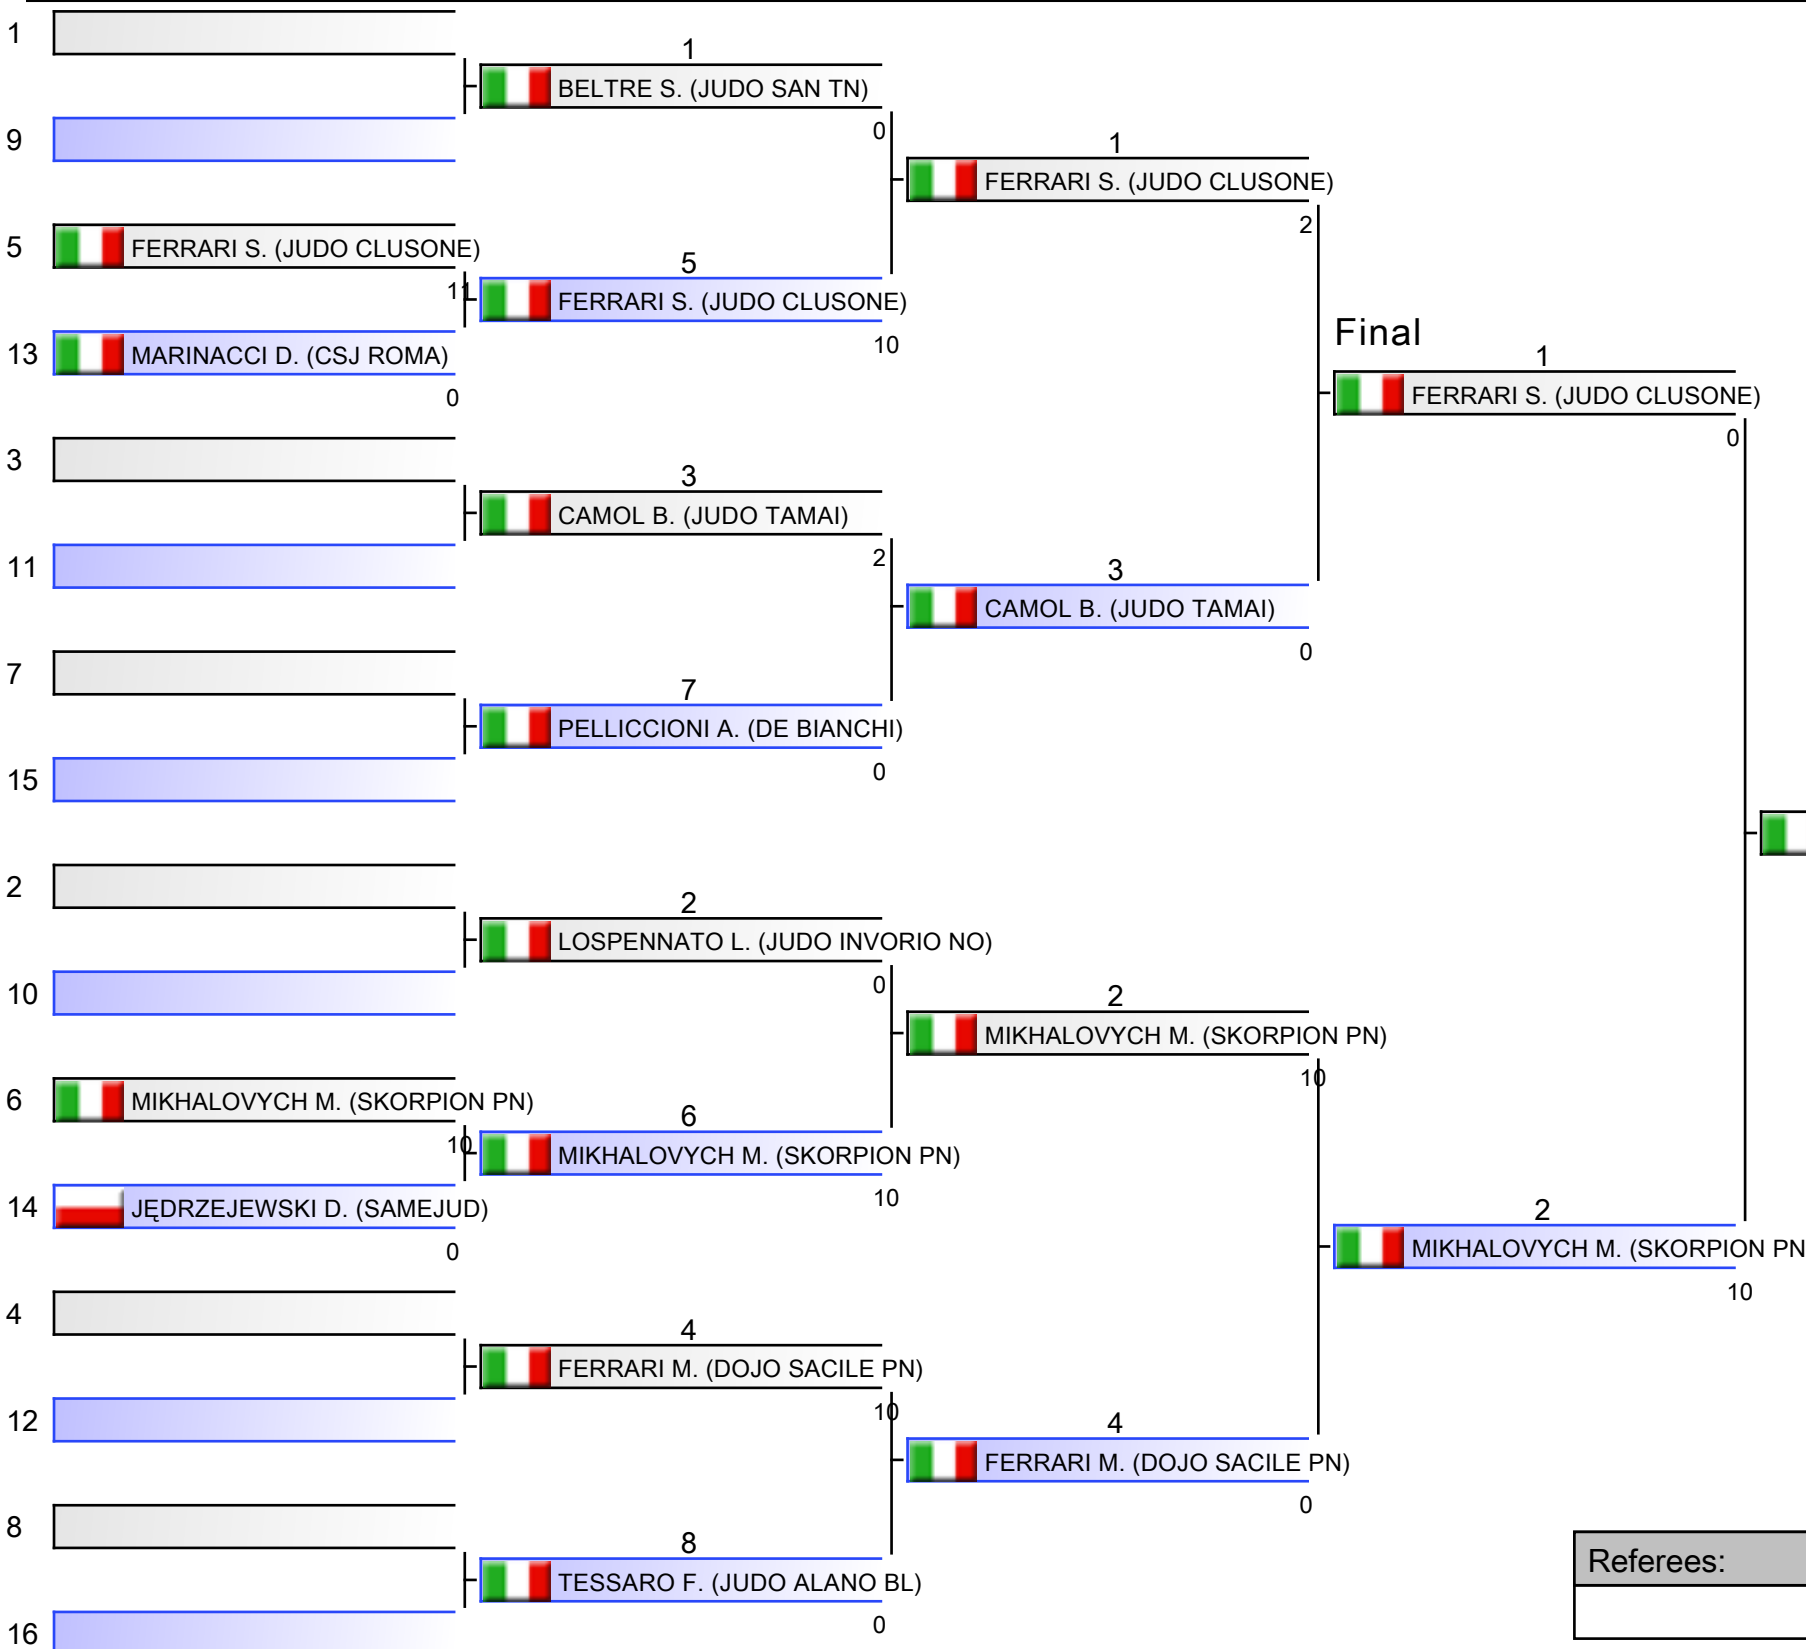 1
9
5
FERRARI S. (JUDO CLUSONE)
11
13
MARINACCI D. (CSJ ROMA)
0
3
11
7
15
2
10
6
MIKHALOVYCH M. (SKORPION PN)
10
14
JĘDRZEJEWSKI D. (SAMEJUD)
0
4
12
8
16
1
BELTRE S. (JUDO SAN TN)
0
5
FERRARI S. (JUDO CLUSONE)
10
3
CAMOL B. (JUDO TAMAI)
2
7
PELLICCIONI A. (DE BIANCHI)
0
2
LOSPENNATO L. (JUDO INVORIO NO)
0
6
MIKHALOVYCH M. (SKORPION PN)
10
4
FERRARI M. (DOJO SACILE PN)
10
8
TESSARO F. (JUDO ALANO BL)
0
1
FERRARI S. (JUDO CLUSONE)
2
3
CAMOL B. (JUDO TAMAI)
0
2
MIKHALOVYCH M. (SKORPION PN)
10
4
FERRARI M. (DOJO SACILE PN)
0
Final
1
FERRARI S. (JUDO CLUSONE)
0
2
MIKHALOVYCH M. (SKORPION PN
10
Referees: